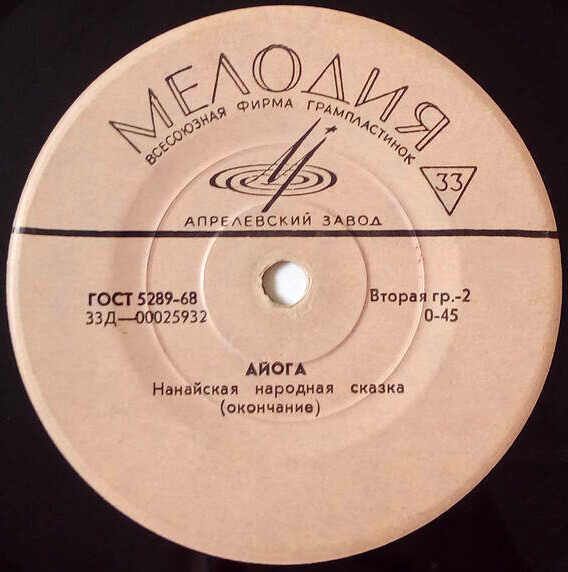 МЕЛОДИЯ
ВСЕСОЮЗНАЯ ФИРМА ГРАМПЛАСТИНОК
33
АПРЕЛЕВСКИЙ ЗАВОД
ГОСТ 5289-68 Вторая гр.-2
33Д—00025932 0-45
АЙОГА
Нанайская народная сказка
(окончание)